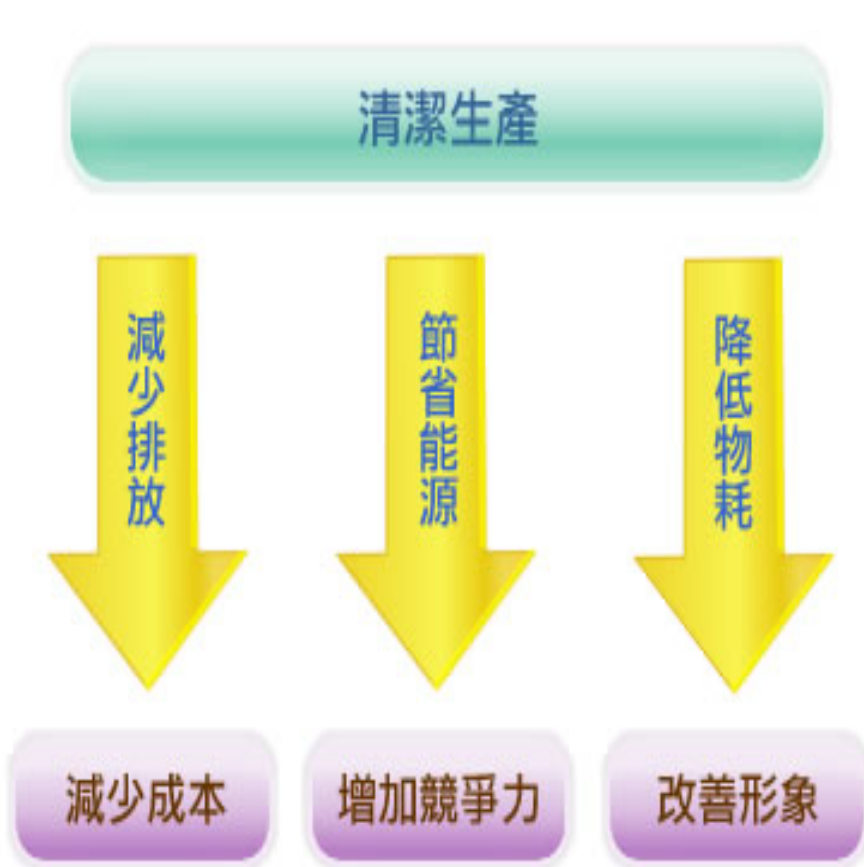 清潔生產
減少排放
節省能源
降低物耗
減少成本
增加競爭力
改善形象